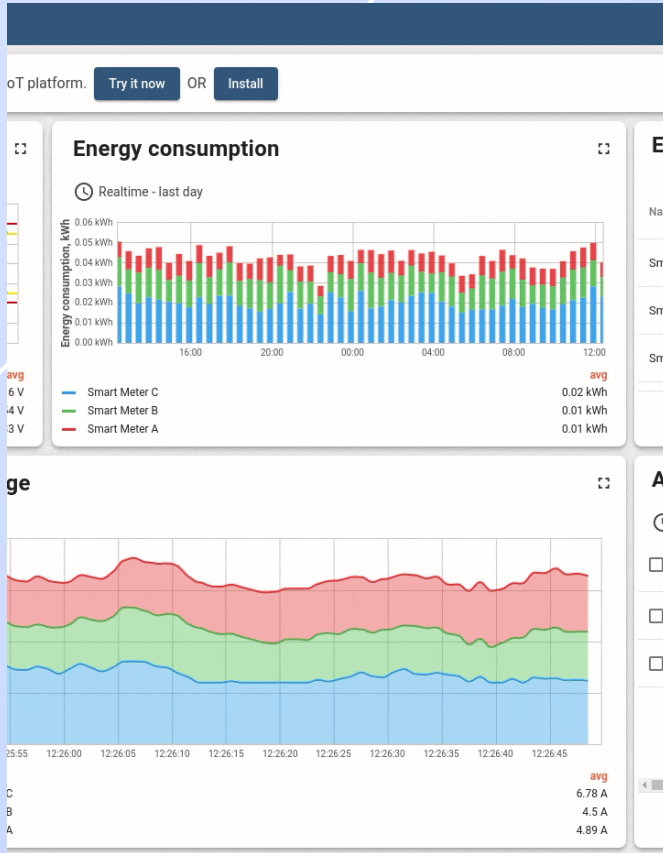 oT platform. Try it now OR Install
Energy consumption
Realtime - last day
Energy consumption, kWh
0.06 kWh
0.05 kWh
0.04 kWh
0.03 kWh
0.02 kWh
0.01 kWh
0.00 kWh
16:00 20:00 00:00 04:00 08:00 12:00
avg
Smart Meter C 0.02 kWh
Smart Meter B 0.01 kWh
Smart Meter A 0.01 kWh
avg
6 V
4 V
3 V
E
Na
Sm
Sm
Sm
ge
25:55 12:26:00 12:26:05 12:26:10 12:26:15 12:26:20 12:26:25 12:26:30 12:26:35 12:26:40 12:26:45
avg
C 6.78 A
B 4.5 A
A 4.89 A
A